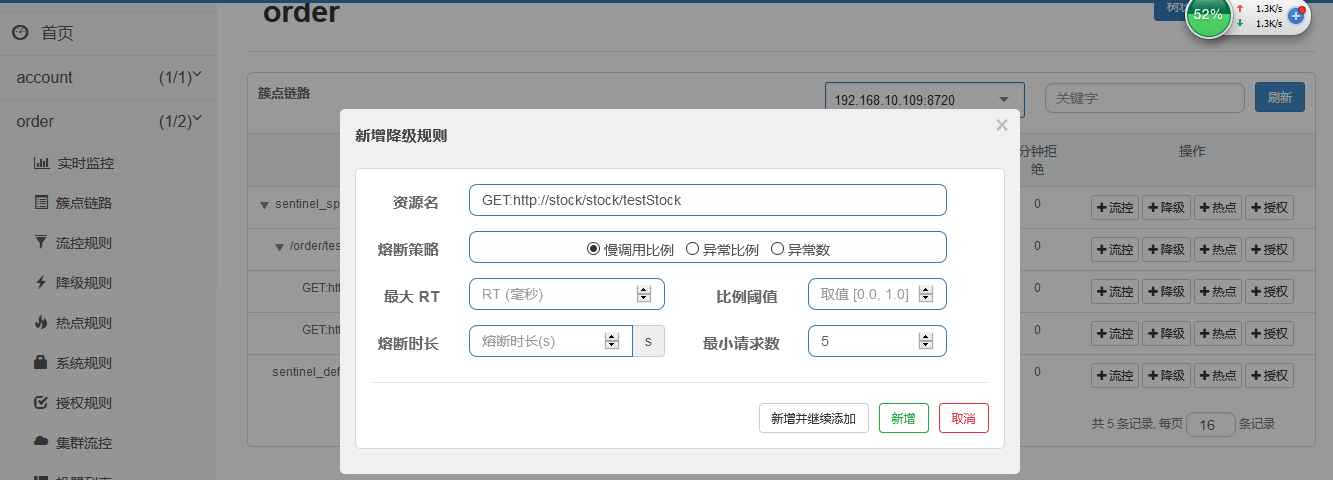 order
树状
52%
1.3K/s
1.3K/s
首页
account (1/1)
order (1/2)
实时监控
簇点链路
流控规则
降级规则
热点规则
系统规则
授权规则
集群流控
机器列表
簇点链路
192.168.10.109:8720
关键字
刷新
分钟拒绝
操作
sentinel_sp
0
流控 降级 热点 授权
/order/tes
0
流控 降级 热点 授权
GET:ht
0
流控 降级 热点 授权
GET:ht
0
流控 降级 热点 授权
sentinel_def
0
流控 降级 热点 授权
共 5 条记录, 每页 16 条记录
新增降级规则
×
资源名
GET:http://stock/stock/testStock
熔断策略
慢调用比例 异常比例 异常数
最大 RT
RT (毫秒)
比例阈值
取值 [0.0, 1.0]
熔断时长
熔断时长(s)
s
最小请求数
5
新增并继续添加
新增
取消